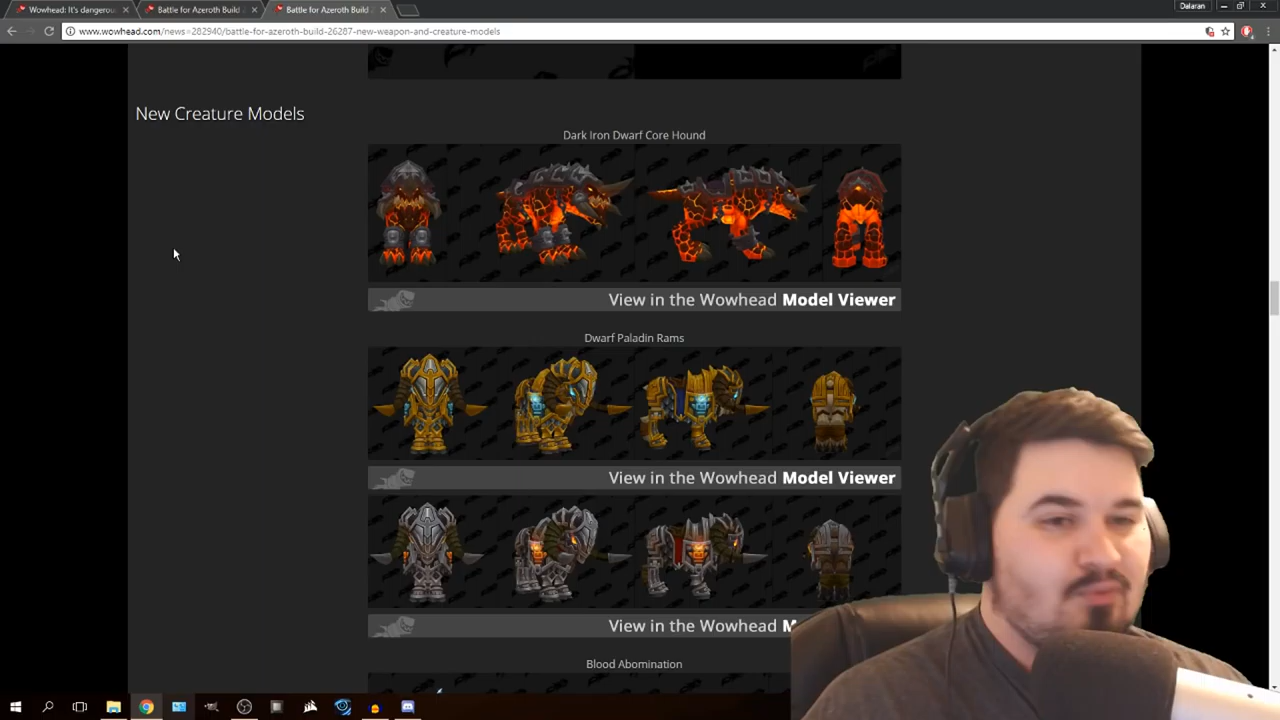 Wowhead: It's dangerou
Battle for Azeroth Build
Battle for Azeroth Build
Dalaran
www.wowhead.com/news=282940/battle-for-azeroth-build-26287-new-weapon-and-creature-models
New Creature Models
Dark Iron Dwarf Core Hound
View in the Wowhead Model Viewer
Dwarf Paladin Rams
View in the Wowhead Model Viewer
View in the Wowhead M
Blood Abomination